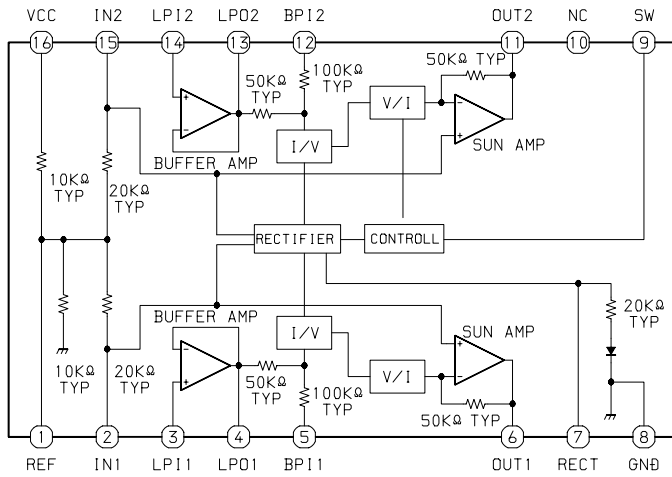 VCC IN2 LPI2 LPO2 BPI2 OUT2 NC SW
16 15 14 13 12 11 10 9
50KΩ TYP
50KΩ
TYP
100KΩ
TYP
V/I
I/V
SUN AMP
BUFFER AMP
10KΩ
TYP
20KΩ
TYP
RECTIFIER
CONTROLL
BUFFER AMP
I/V
SUN AMP
20KΩ
TYP
10KΩ
TYP
20KΩ
TYP
50KΩ
TYP
100KΩ
TYP
V/I
50KΩ TYP
1 2 3 4 5 6 7 8
REF IN1 LPI1 LPO1 BPI1 OUT1 RECT GND